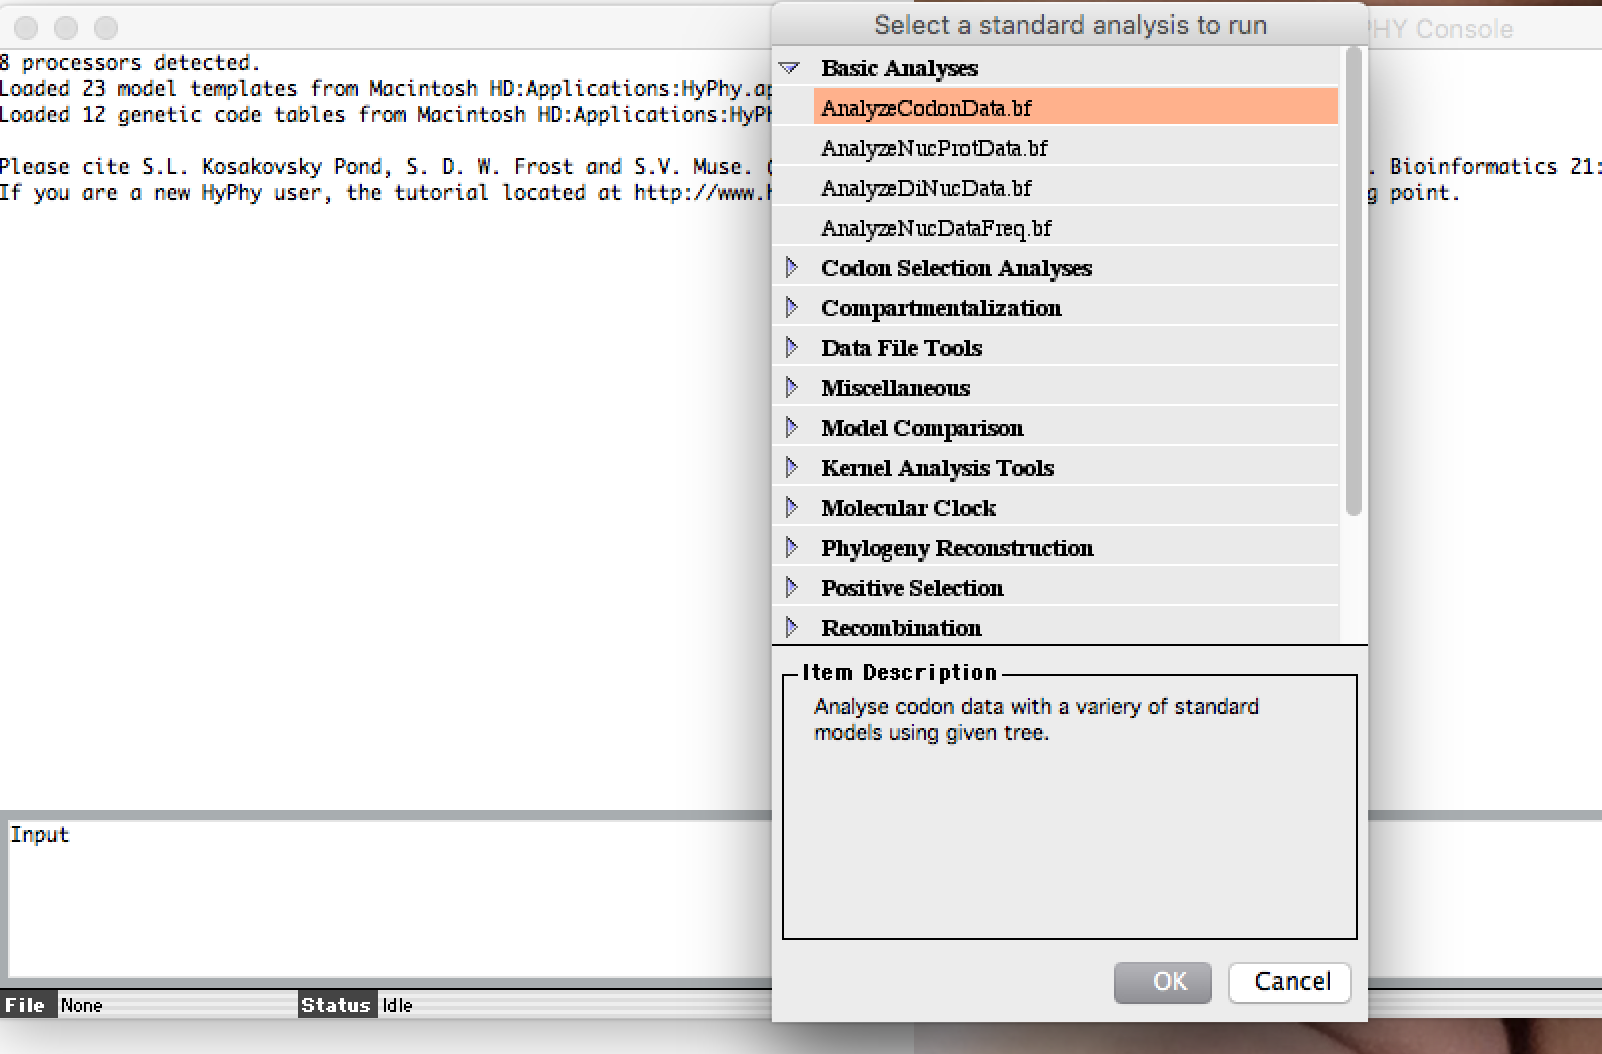 8 processors detected.
Loaded 23 model templates from Macintosh HD:Applications:HyPhy.ap
Loaded 12 genetic code tables from Macintosh HD:Applications:HyPh
Please cite S.L. Kosakovsky Pond, S. D. W. Frost and S.V. Muse. (
. Bioinformatics 21:
If you are a new HyPhy user, the tutorial located at http://www.h
g point.
HY Console
Select a standard analysis to run
Basic Analyses
AnalyzeCodonData.bf
AnalyzeNucProtData.bf
AnalyzeDiNucData.bf
AnalyzeNucDataFreq.bf
Codon Selection Analyses
Compartmentalization
Data File Tools
Miscellaneous
Model Comparison
Kernel Analysis Tools
Molecular Clock
Phylogeny Reconstruction
Positive Selection
Recombination
Item Description
Analyse codon data with a variery of standard
models using given tree.
OK Cancel
Input
File None Status Idle